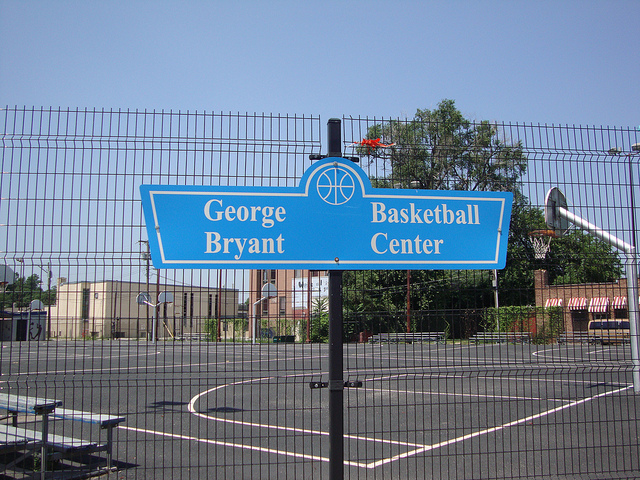 George
Bryant
Basketball
Center